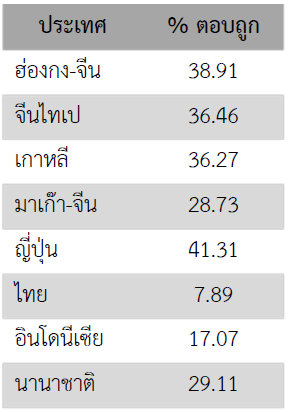 ประเทศ % ตอบถูก
ฮ่องกง-จีน 38.91
จีนไทเป 36.46
เกาหลี 36.27
มาเก๊า-จีน 28.73
ญี่ปุ่น 41.31
ไทย 7.89
อินโดนีเซีย 17.07
นานาชาติ 29.11